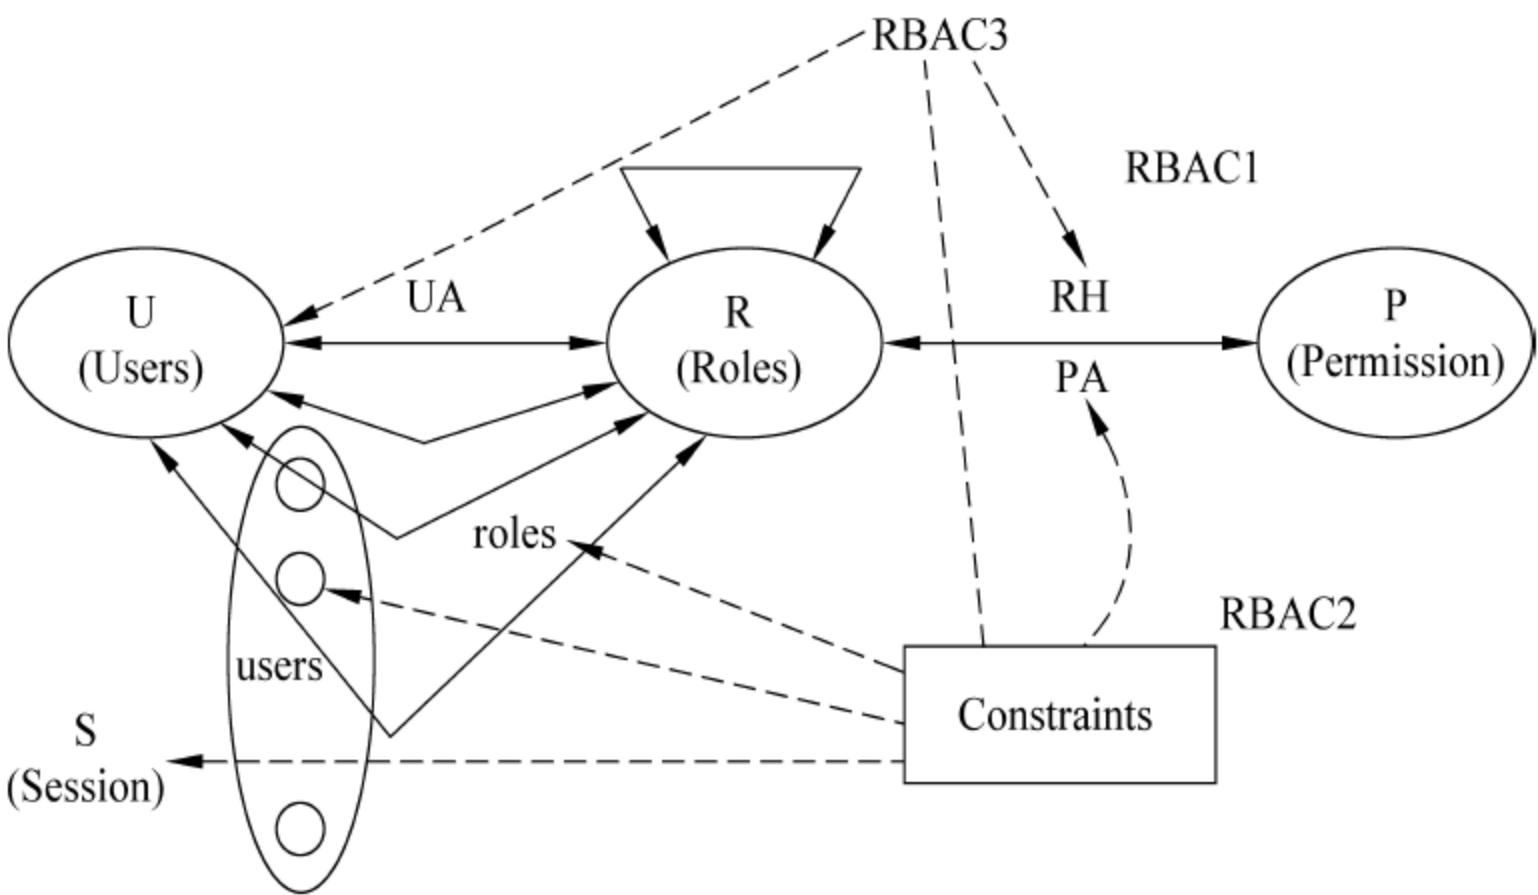 RBAC3
RBAC1
U
(Users)
UA
R
(Roles)
RH
PA
P
(Permission)
roles
RBAC2
users
Constraints
S
(Session)